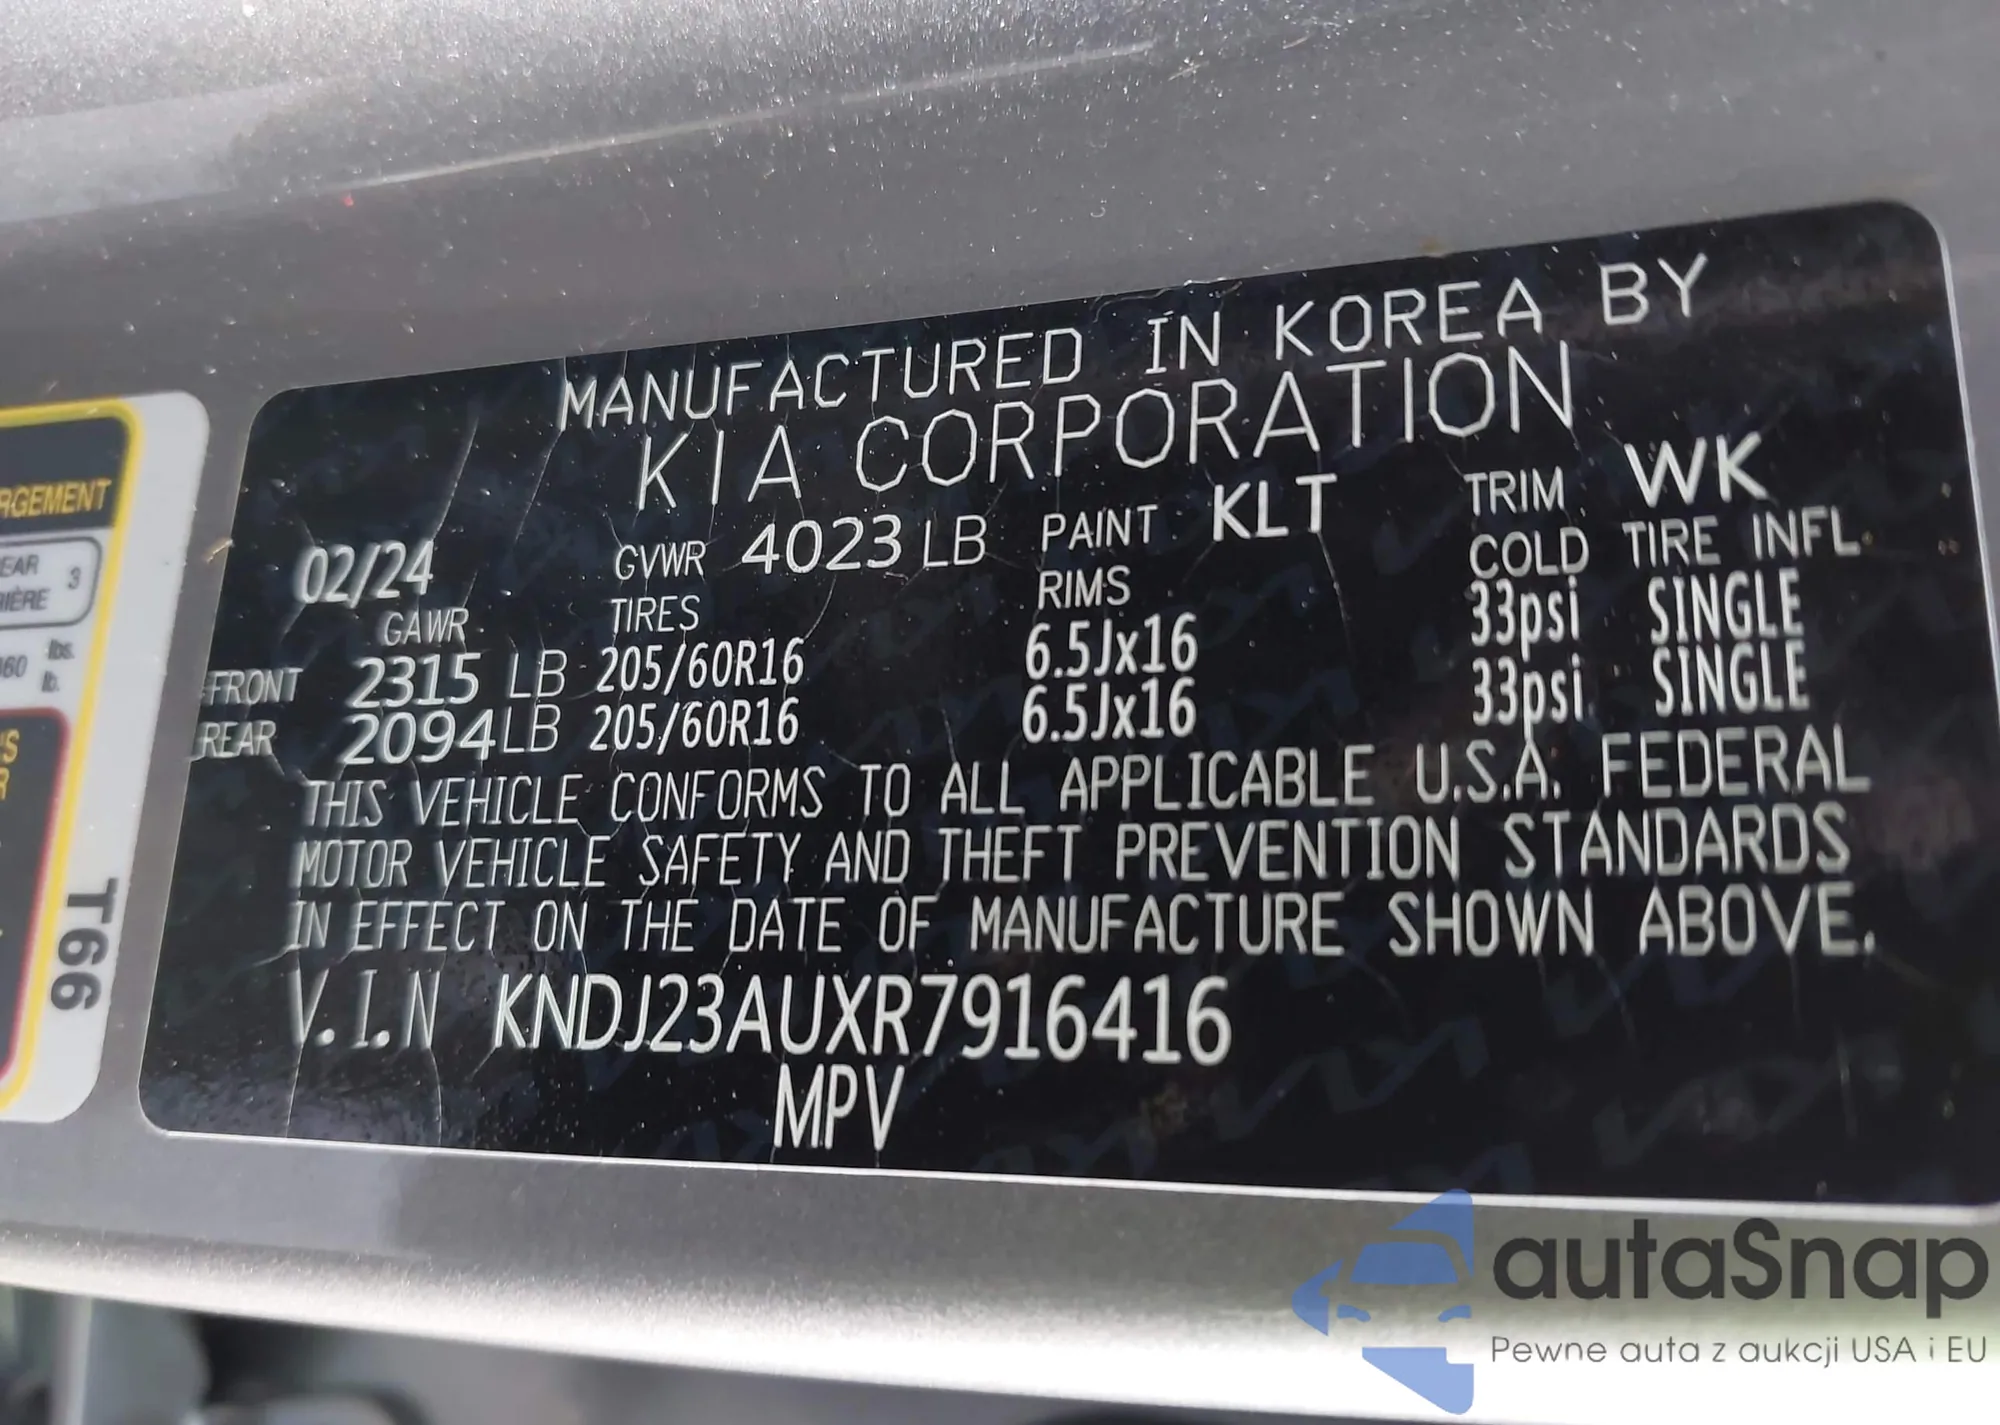 MANUFACTURED IN KOREA BY
KIA CORPORATION
02/24 GVWR 4023 LB PAINT KLT TRIM WK
GAWR TIRES RIMS COLD TIRE INFL.
FRONT 2315 LB 205/60R16 6.5Jx16 33psi SINGLE
REAR 2094 LB 205/60R16 6.5Jx16 33psi SINGLE
THIS VEHICLE CONFORMS TO ALL APPLICABLE U.S.A. FEDERAL
MOTOR VEHICLE SAFETY AND THEFT PREVENTION STANDARDS
IN EFFECT ON THE DATE OF MANUFACTURE SHOWN ABOVE.
V.I.N KNDJ23AUXR7916416
MPV
T66
3
lbs.
lb.
autaSnap
Pewne auta z aukcji USA i EU